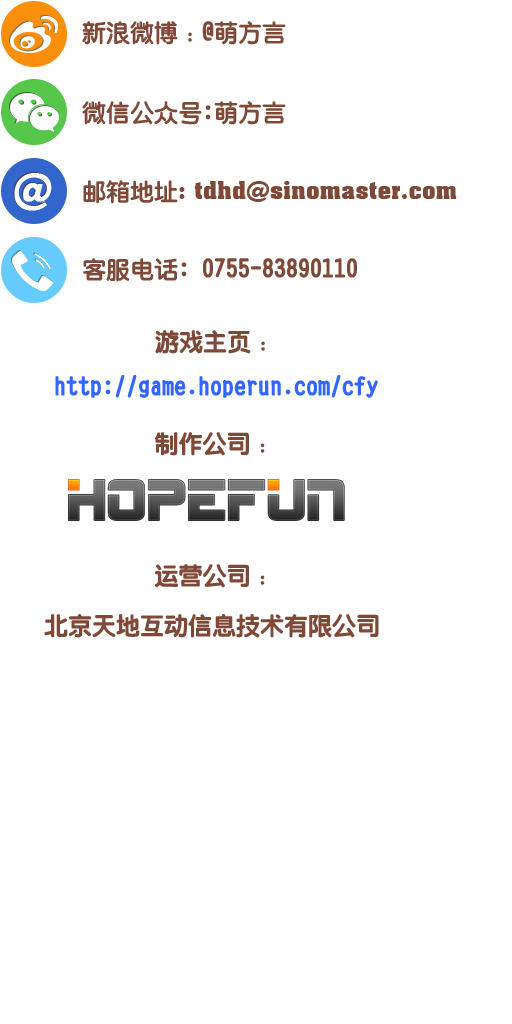 新浪微博：@萌方言
微信公众号:萌方言
邮箱地址: tdhd@sinomaster.com
客服电话: 0755-83890110
游戏主页：
http://game.hoperun.com/cfy
制作公司：
HOPEFUN
运营公司：
北京天地互动信息技术有限公司